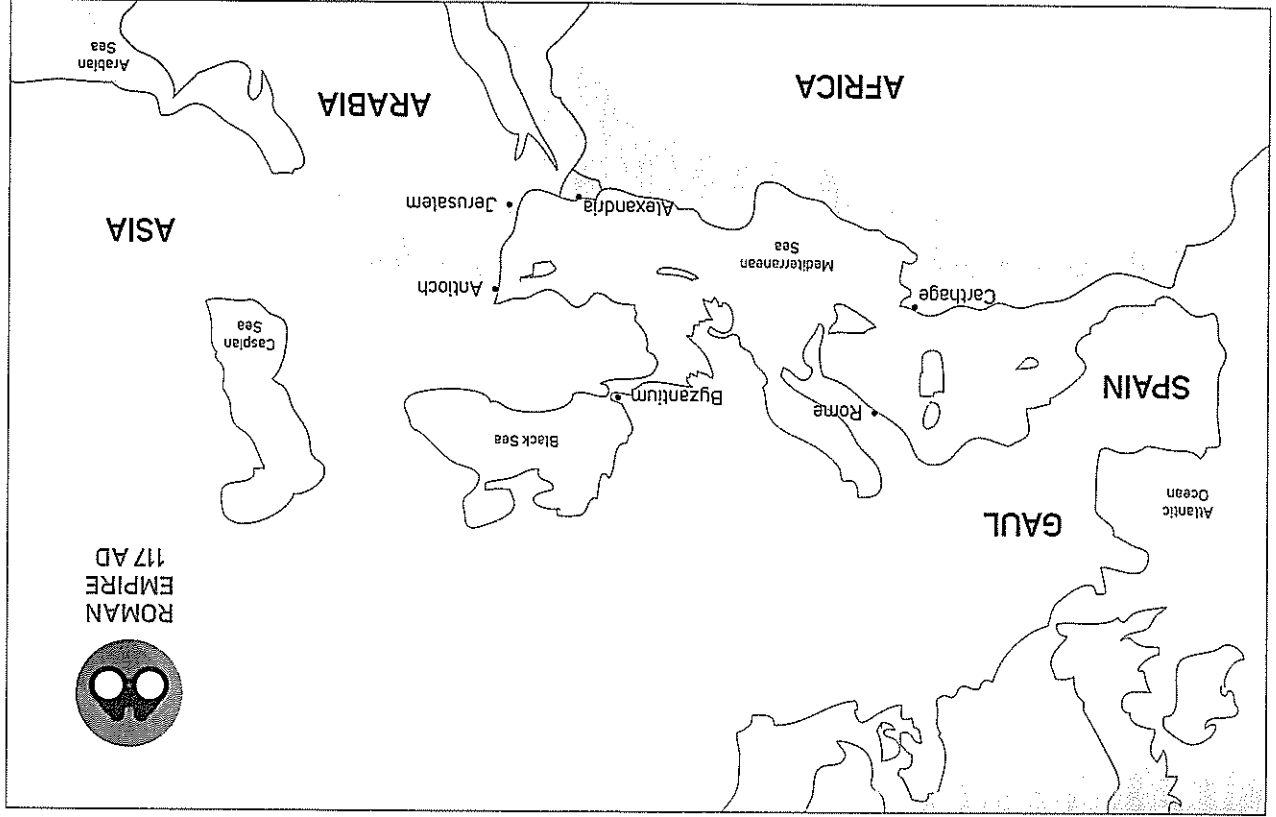 ROMAN
EMPIRE
117 AD
Atlantic
Ocean
GAUL
SPAIN
Rome
Black Sea
Byzantium
Caspian
Sea
Carthage
Antioch
Mediterranean
Sea
ASIA
Alexandria
Jerusalem
AFRICA
ARABIA
Arabian
Sea